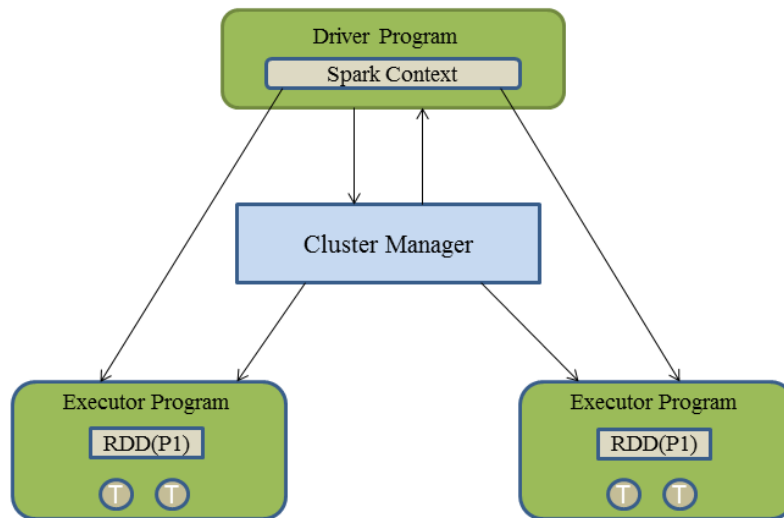 Driver Program
Spark Context
Cluster Manager
Executor Program
RDD(P1)
T T
Executor Program
RDD(P1)
T T